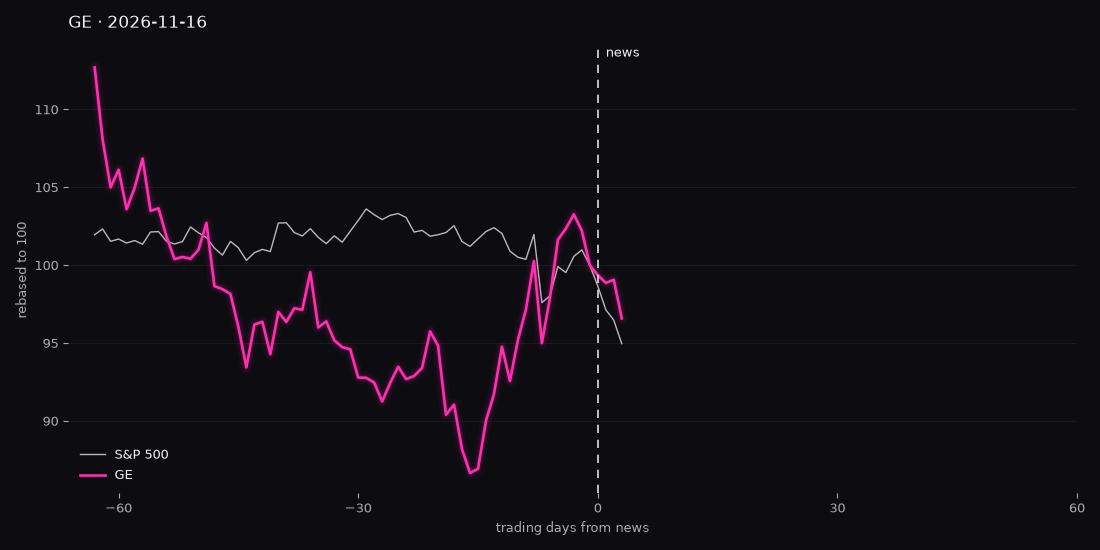 GE · 2026-11-16
news
110
105
100
95
90
rebased to 100
S&P 500
GE
−60
−30
0
30
60
trading days from news